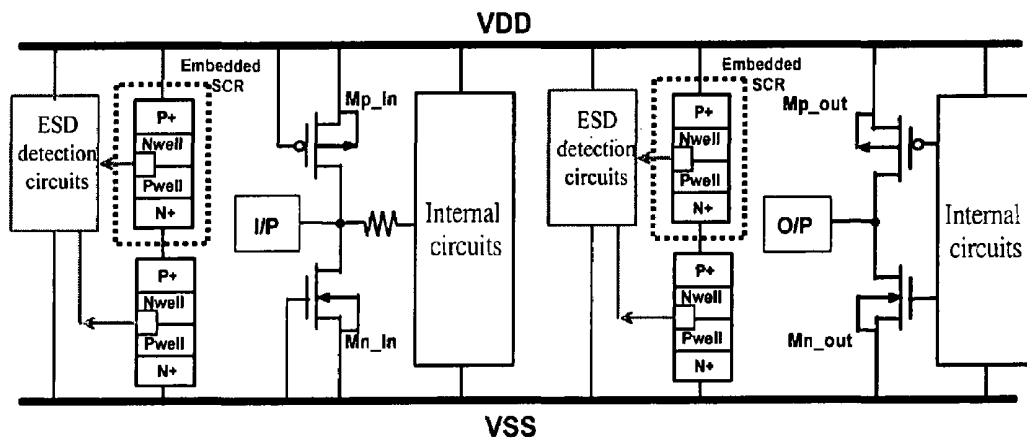 VDD
Embedded
SCR
ESD
detection
circuits
P+
Nwell
Pwell
N+
P+
Nwell
Pwell
N+
Mp_In
I/P
Mn_In
Internal
circuits
Embedded
SCR
ESD
detection
circuits
P+
Nwell
Pwell
N+
P+
Nwell
Pwell
N+
Mp_out
O/P
Mn_out
Internal
circuits
VSS